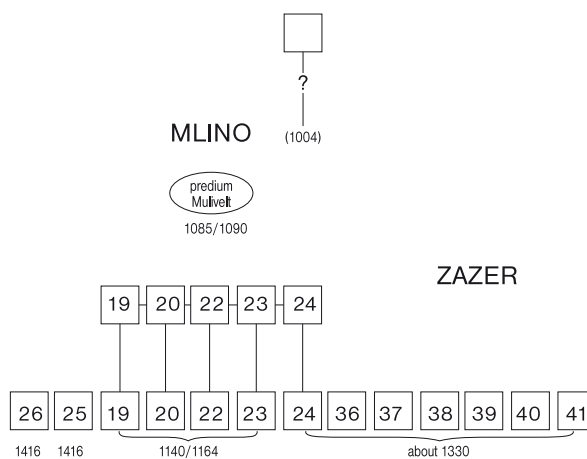 ?
MLINO
(1004)
predium
Mulivelt
1085/1090
ZAZER
19 20 22 23 24
26 25 19 20 22 23 24 36 37 38 39 40 41
1416 1416 1140/1164 about 1330